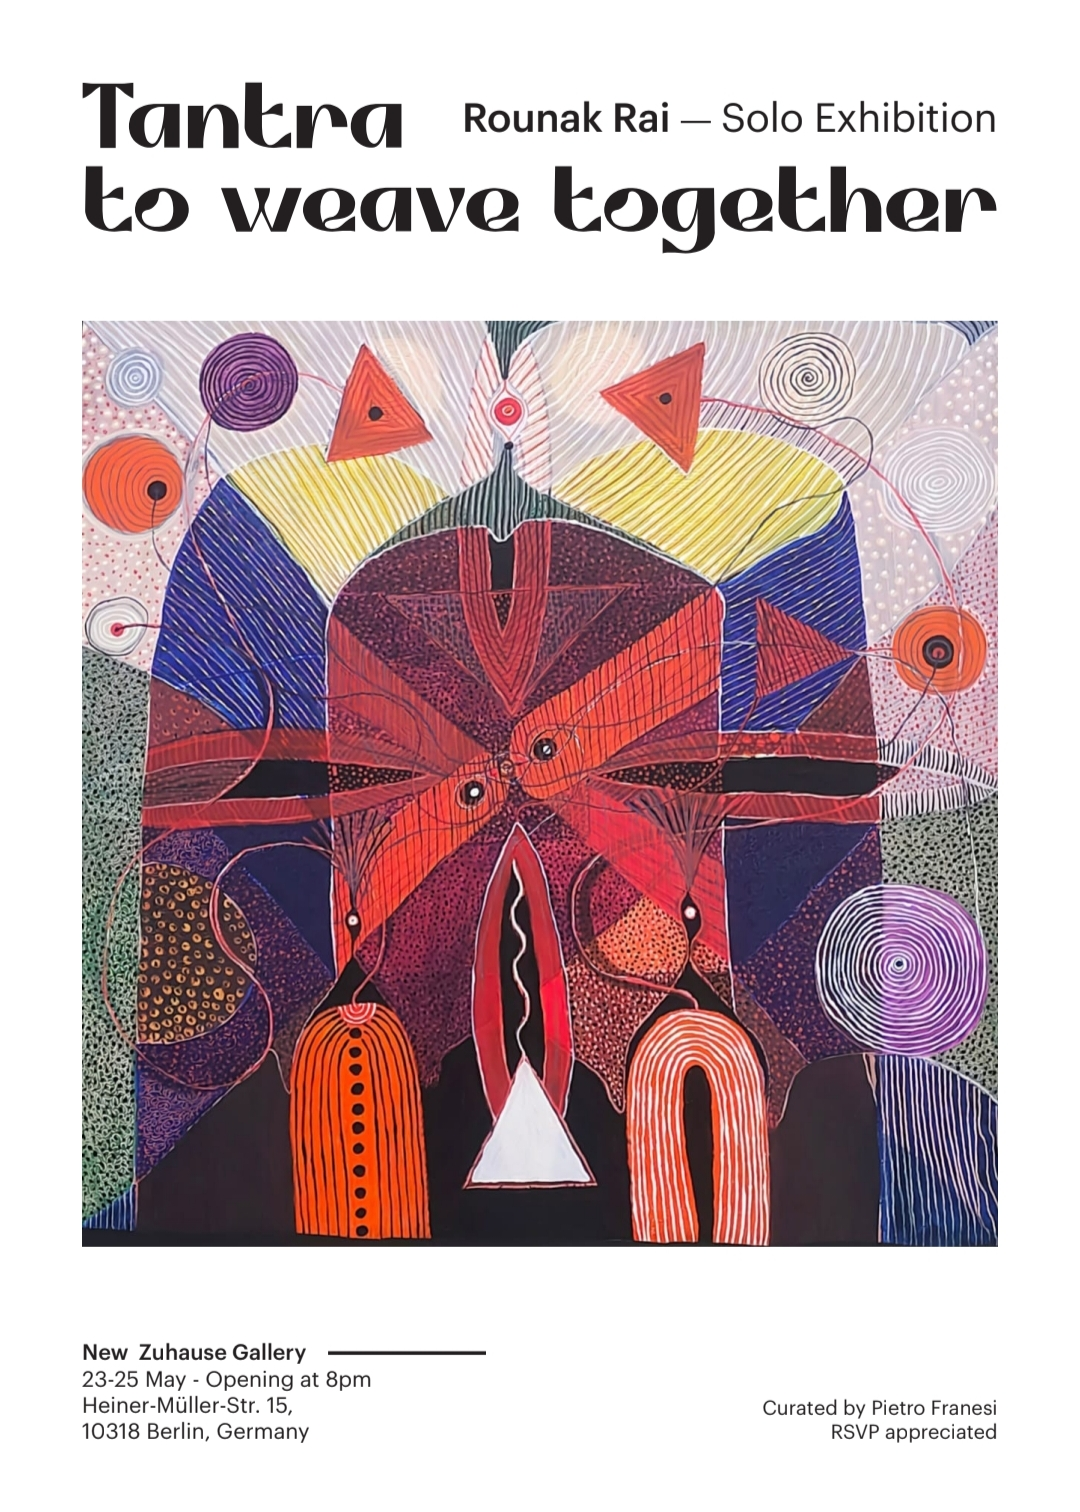 Tantra
Rounak Rai — Solo Exhibition
to weave together
New Zuhause Gallery
23-25 May - Opening at 8pm
Heiner-Müller-Str. 15,
10318 Berlin, Germany
Curated by Pietro Franesi
RSVP appreciated